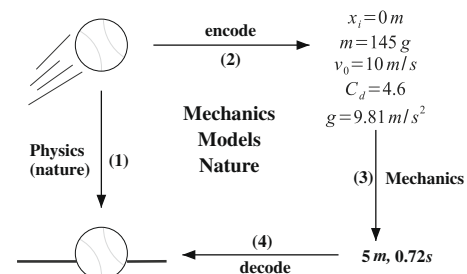 encode
(2)
x_i=0 m
m=145 g
v_0=10 m/s
C_d=4.6
g=9.81 m/s²
Mechanics
Models
Nature
Physics
(nature)
(1)
(3) Mechanics
(4)
decode
5 m, 0.72s